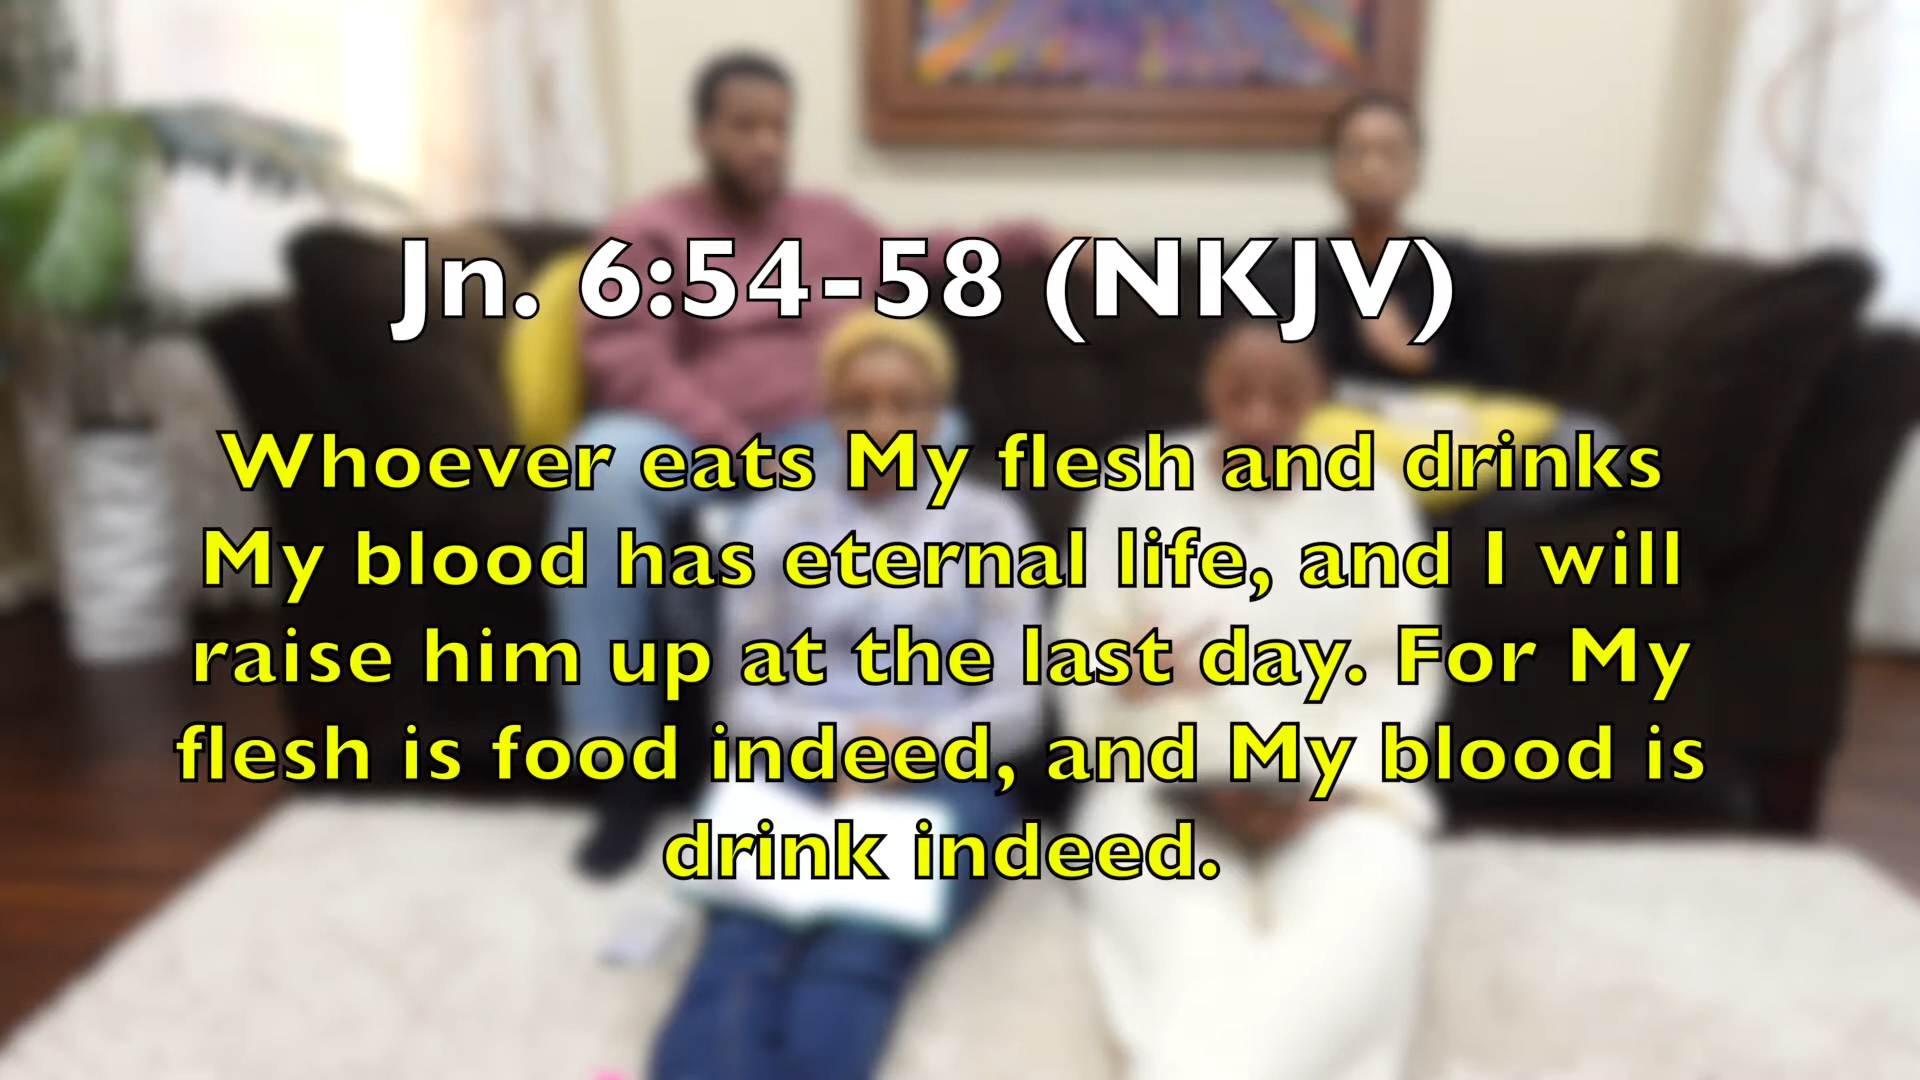 Jn. 6:54-58 (NKJV)
Whoever eats My flesh and drinks
My blood has eternal life, and I will
raise him up at the last day. For My
flesh is food indeed, and My blood is
drink indeed.